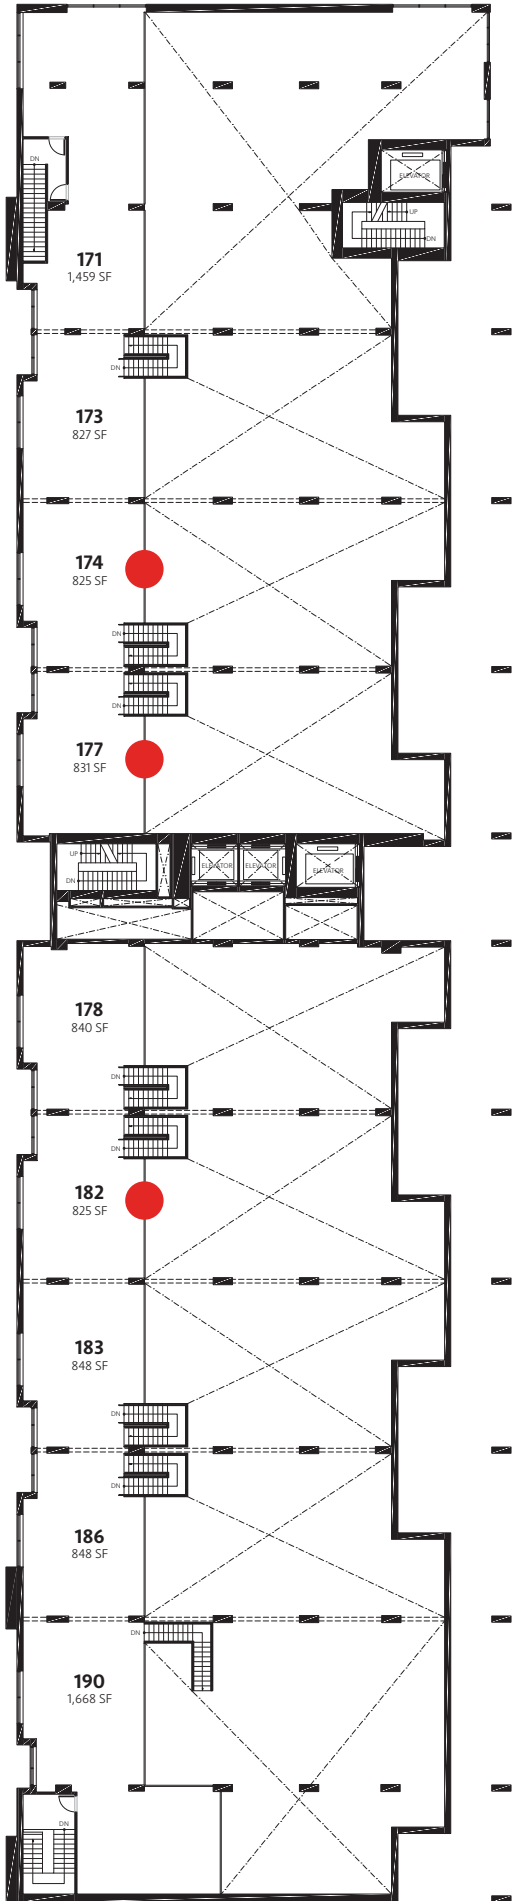 DN
ELEVATOR
UP
DN
171
1,459 SF
DN
173
827 SF
174
825 SF
DN
DN
177
831 SF
UP
DN
ELEVATOR
ELEVATOR
ELEVATOR
178
840 SF
DN
DN
182
825 SF
183
848 SF
DN
DN
186
848 SF
DN
190
1,668 SF
DN